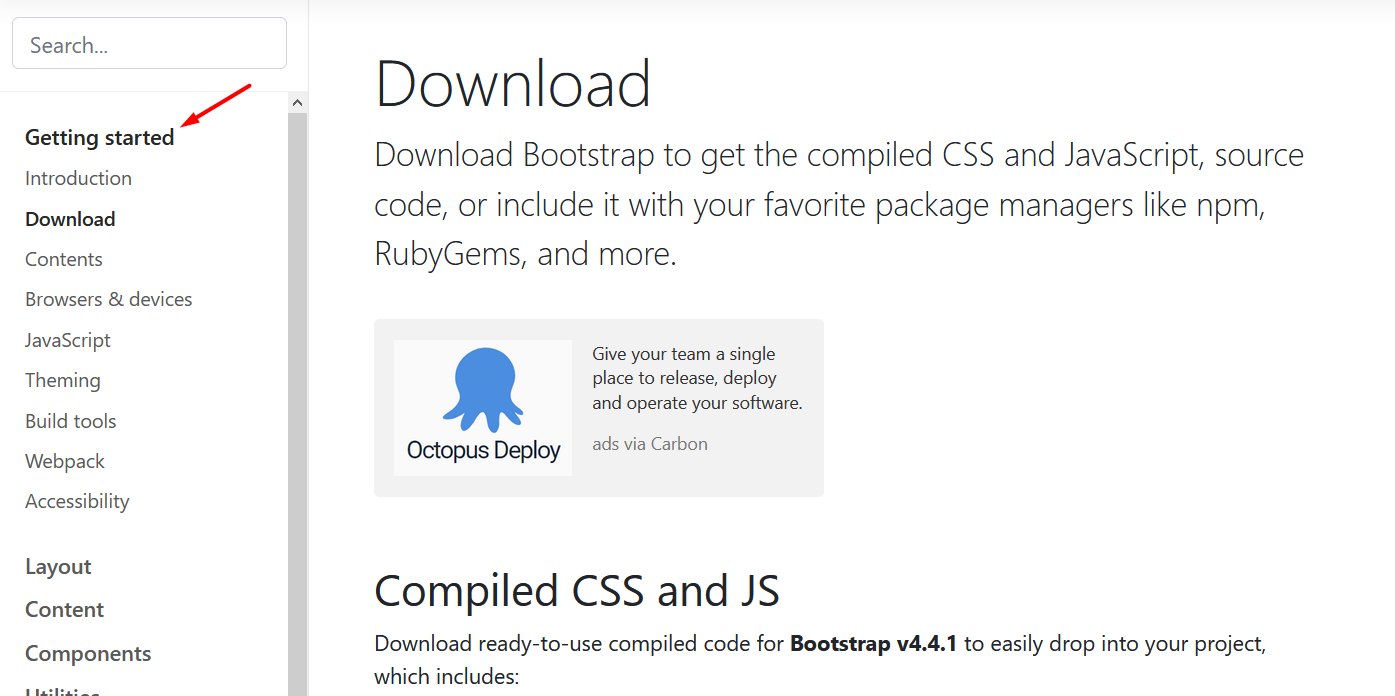 Search...
Getting started
Introduction
Download
Contents
Browsers & devices
JavaScript
Theming
Build tools
Webpack
Accessibility
Layout
Content
Components
Utilities
Download
Download Bootstrap to get the compiled CSS and JavaScript, source
code, or include it with your favorite package managers like npm,
RubyGems, and more.
Octopus Deploy
Give your team a single
place to release, deploy
and operate your software.
ads via Carbon
Compiled CSS and JS
Download ready-to-use compiled code for Bootstrap v4.4.1 to easily drop into your project,
which includes: